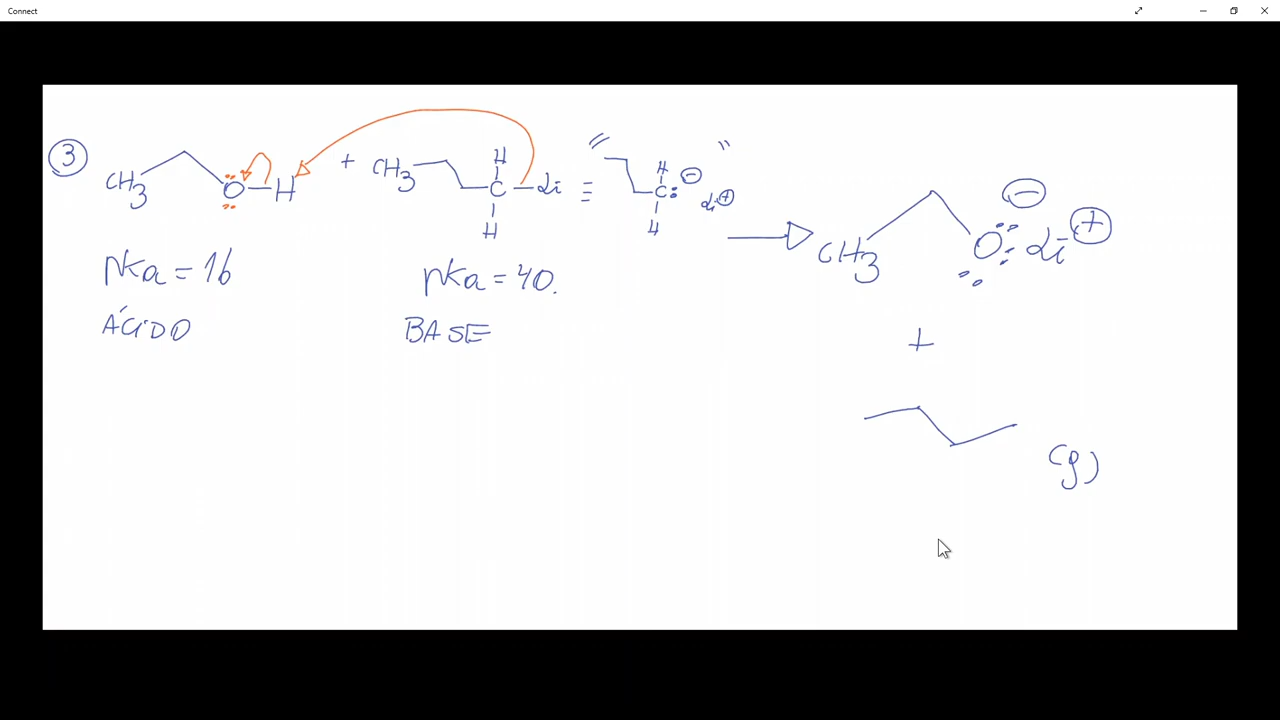 Connect
③
CH3 O—H + CH3 H C—Li H ≡ " H C: ⊖ H Li⊕ "
CH3 O ⊖ Li ⊕
pKa = 16
pKa = 40.
ÁCIDO
BASE
+
(g)